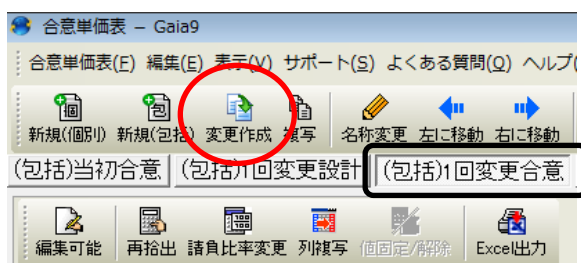 合意単価表 – Gaia9
合意単価表(F) 編集(E) 表示(V) サポート(S) よくある質問(Q) ヘルプ(
新規(個別) 新規(包括) 変更作成 複写 名称変更 左に移動 右に移動
(包括)当初合意 (包括)1回変更設計 (包括)1回変更合意
編集可能 再拾出 請負比率変更 列複写 値固定/解除 Excel出力